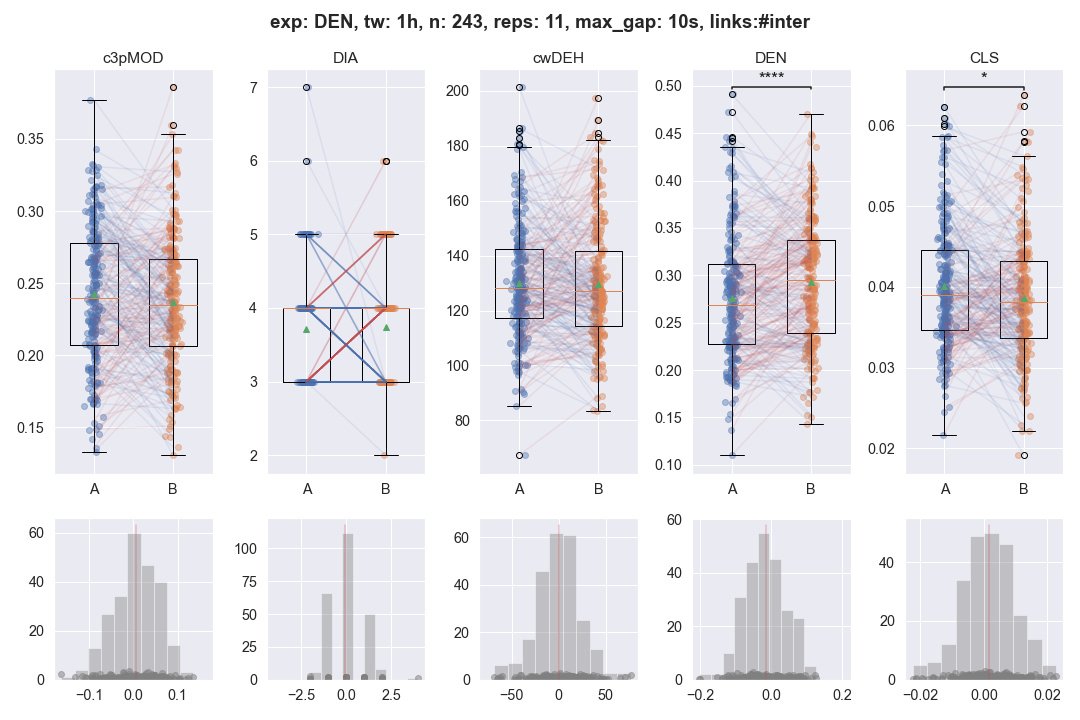 exp: DEN, tw: 1h, n: 243, reps: 11, max_gap: 10s, links:#inter
c3pMOD DIA cwDEH DEN CLS
**** *
0.35 0.30 0.25 0.20 0.15
7 6 5 4 3 2
200 180 160 140 120 100 80
0.50 0.45 0.40 0.35 0.30 0.25 0.20 0.15 0.10
0.06 0.05 0.04 0.03 0.02
A B A B A B A B A B
60 40 20 0
100 75 50 25 0
60 40 20 0
60 40 20 0
40 20 0
−0.1 0.0 0.1
−2.5 0.0 2.5
−50 0 50
−0.2 0.0 0.2
−0.02 0.00 0.02